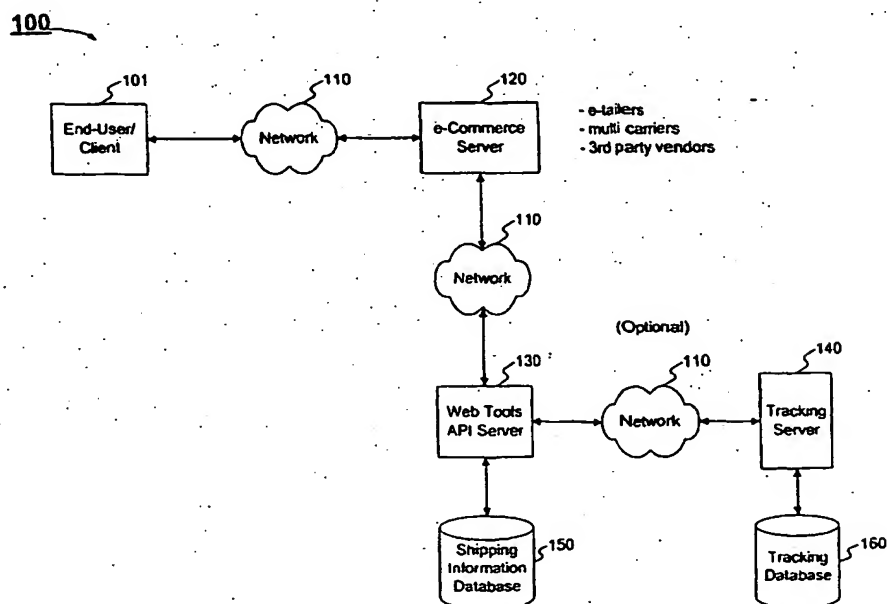 100
101
110
120
End-User/
Client
Network
e-Commerce
Server
- e-tailers
- multi carriers
- 3rd party vendors
110
Network
(Optional)
130
110
140
Web Tools
API Server
Network
Tracking
Server
Shipping
Information
Database
150
Tracking
Database
160